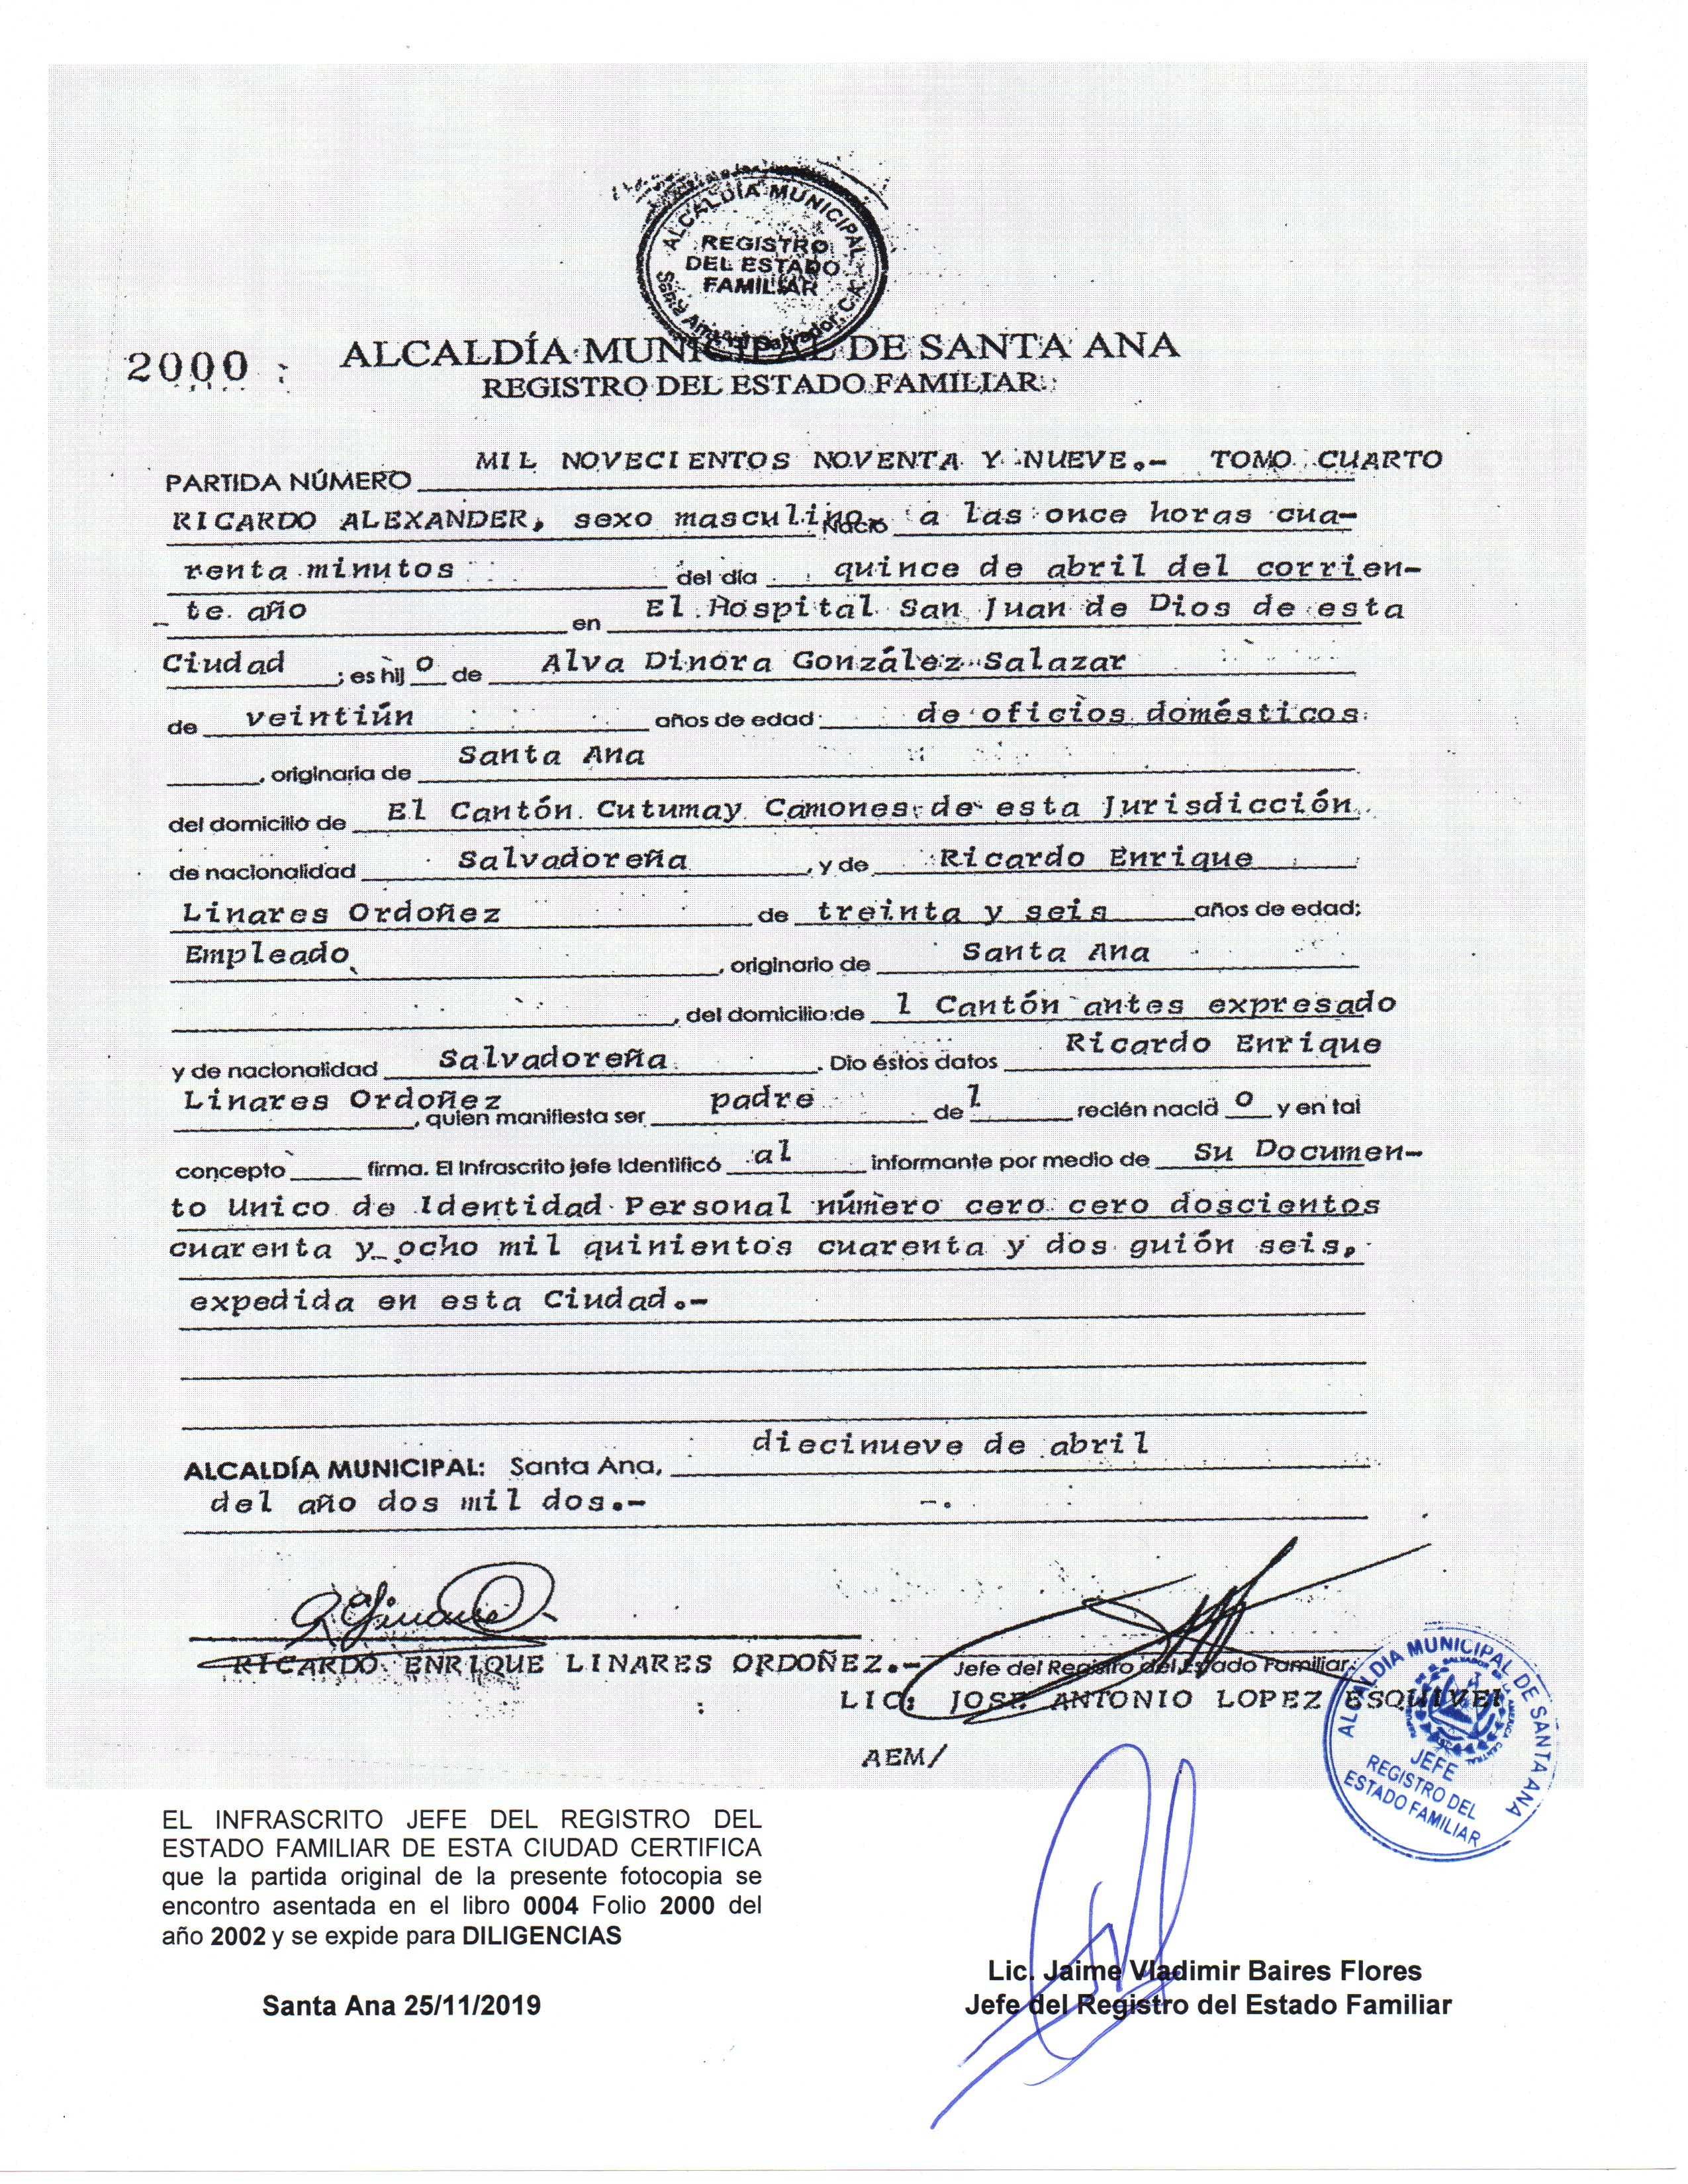 ALCALDÍA MUNICIPAL
REGISTRO
DEL ESTADO
FAMILIAR
Santa Ana, El Salvador, C.A.
2000
ALCALDÍA MUNICIPAL DE SANTA ANA
REGISTRO DEL ESTADO FAMILIAR
PARTIDA NÚMERO MIL NOVECIENTOS NOVENTA Y NUEVE.- TOMO CUARTO
RICARDO ALEXANDER, sexo masculino. Nació a las once horas cua-
renta minutos del día quince de abril del corrien-
te año en El Hospital San Juan de Dios de esta
Ciudad ; es hij o de Alva Dinora González Salazar
de veintiún años de edad de oficios domésticos
, originaria de Santa Ana
del domicilio de El Cantón Cutumay Camones de esta Jurisdicción
de nacionalidad Salvadoreña , y de Ricardo Enrique
Linares Ordoñez de treinta y seis años de edad;
Empleado , originario de Santa Ana
, del domicilio de l Cantón antes expresado
y de nacionalidad Salvadoreña . Dio éstos datos Ricardo Enrique
Linares Ordoñez , quien manifiesta ser padre de l recién nacid o y en tal
concepto firma. El Infrascrito jefe Identificó al informante por medio de Su Documen-
to Unico de Identidad Personal número cero cero doscientos
cuarenta y ocho mil quinientos cuarenta y dos guión seis,
expedida en esta Ciudad.-
ALCALDÍA MUNICIPAL: Santa Ana, diecinueve de abril
del año dos mil dos.-
RICARDO ENRIQUE LINARES ORDOÑEZ.-
Jefe del Registro del Estado Familiar
LIC. JOSE ANTONIO LOPEZ ESQUIVEL
AEM/
ALCALDIA MUNICIPAL DE SANTA ANA
JEFE
REGISTRO DEL
ESTADO FAMILIAR
EL INFRASCRITO JEFE DEL REGISTRO DEL
ESTADO FAMILIAR DE ESTA CIUDAD CERTIFICA
que la partida original de la presente fotocopia se
encontro asentada en el libro 0004 Folio 2000 del
año 2002 y se expide para DILIGENCIAS
Santa Ana 25/11/2019
Lic. Jaime Vladimir Baires Flores
Jefe del Registro del Estado Familiar